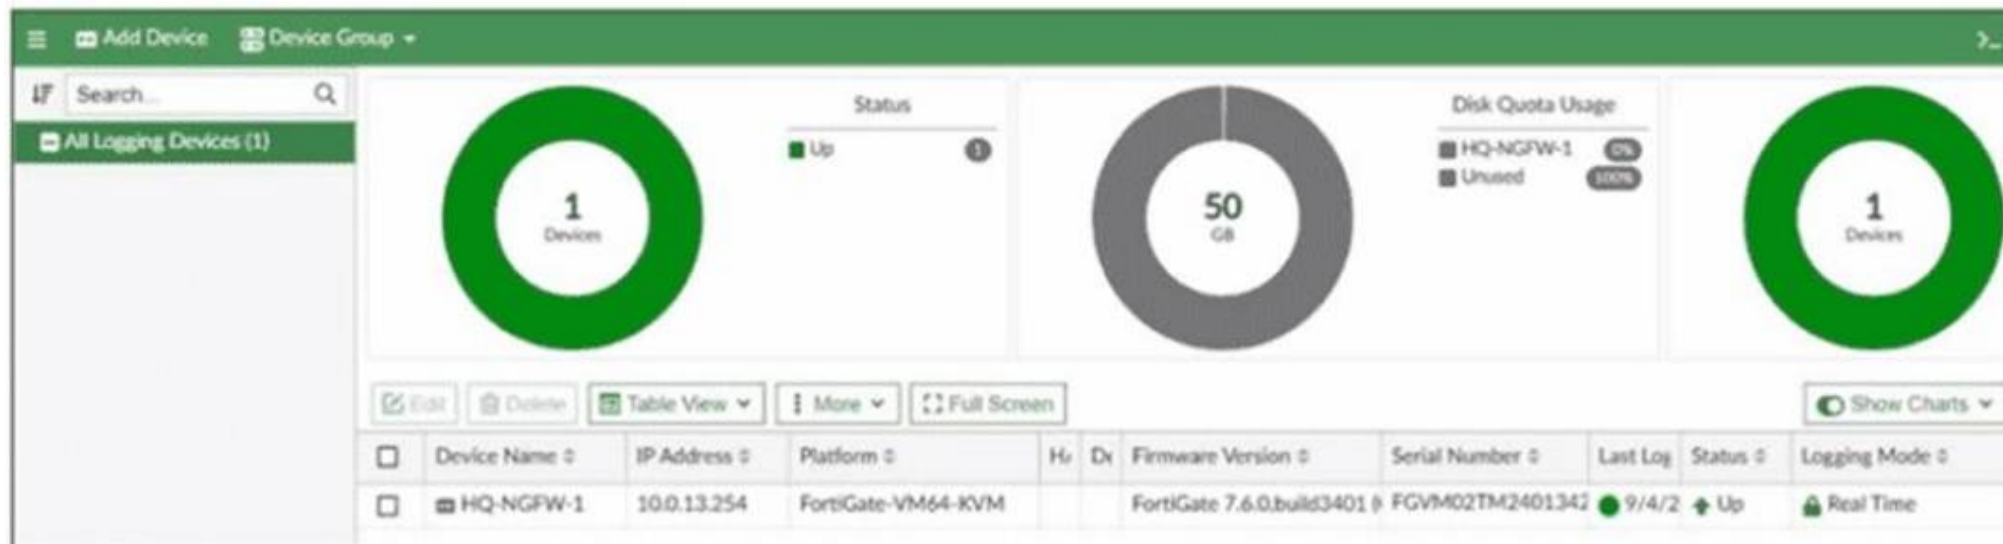 Add Device Device Group
Search...
All Logging Devices (1)
1
Devices
Status
Up 1
50
GB
Disk Quota Usage
HQ-NGFW-1 0%
Unused 100%
1
Devices
Edit Delete Table View More Full Screen Show Charts
Device Name IP Address Platform Firmware Version Serial Number Last Log Status Logging Mode
HQ-NGFW-1 10.0.13.254 FortiGate-VM64-KVM FortiGate 7.6.0,build3401 FGVM02TM2401342 9/4/2 Up Real Time